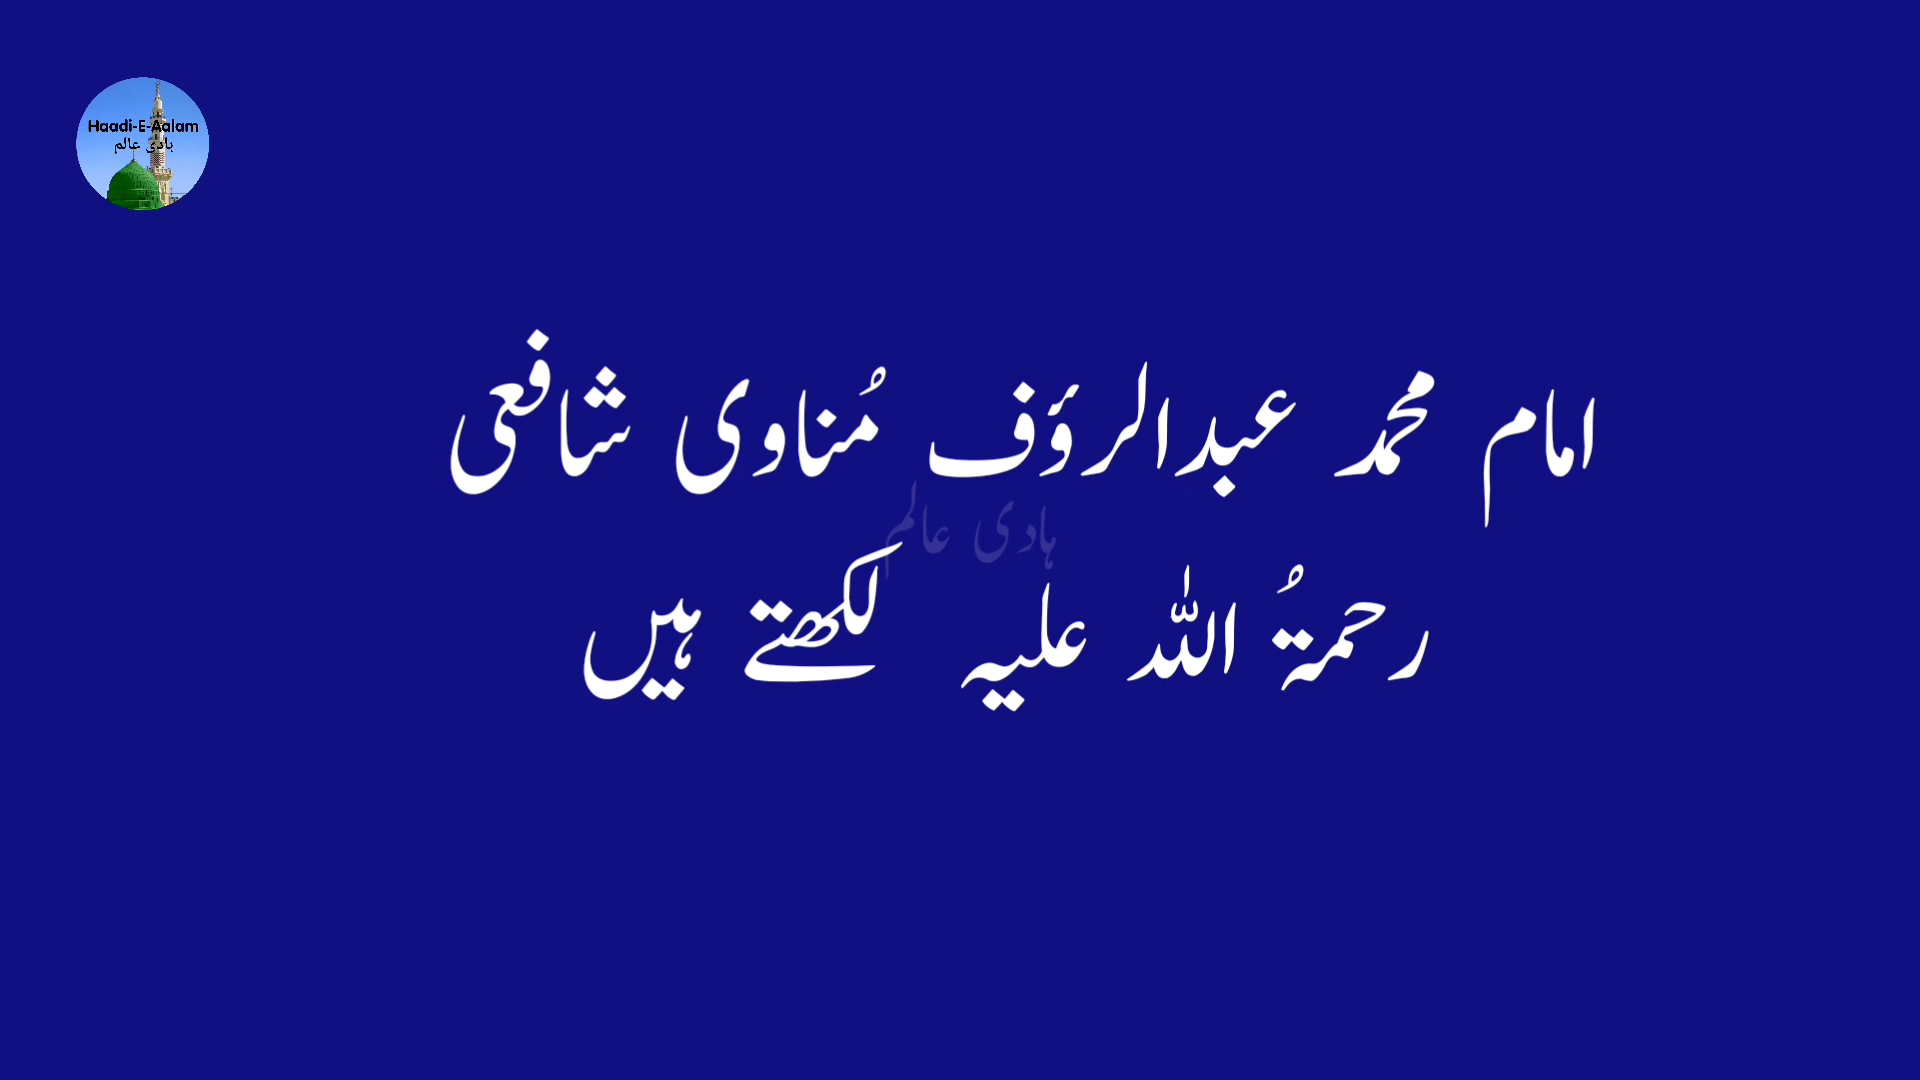 Haadi-E-Aalam
ہادی عالم
امام محمد عبدالرؤف مُناوی شافعی
ہادی عالم
رحمۃُ اللہ علیہ لکھتے ہیں